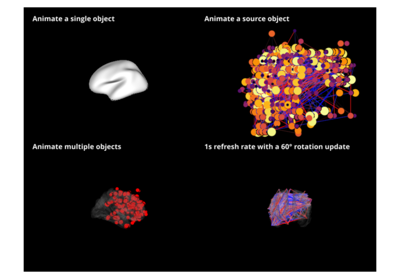 Animate a single object
Animate a source object
Animate multiple objects
1s refresh rate with a 60° rotation update